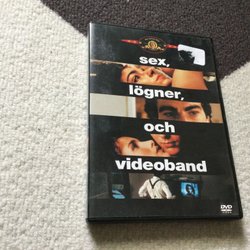 sex,
lögner,
och
videoband
DVD